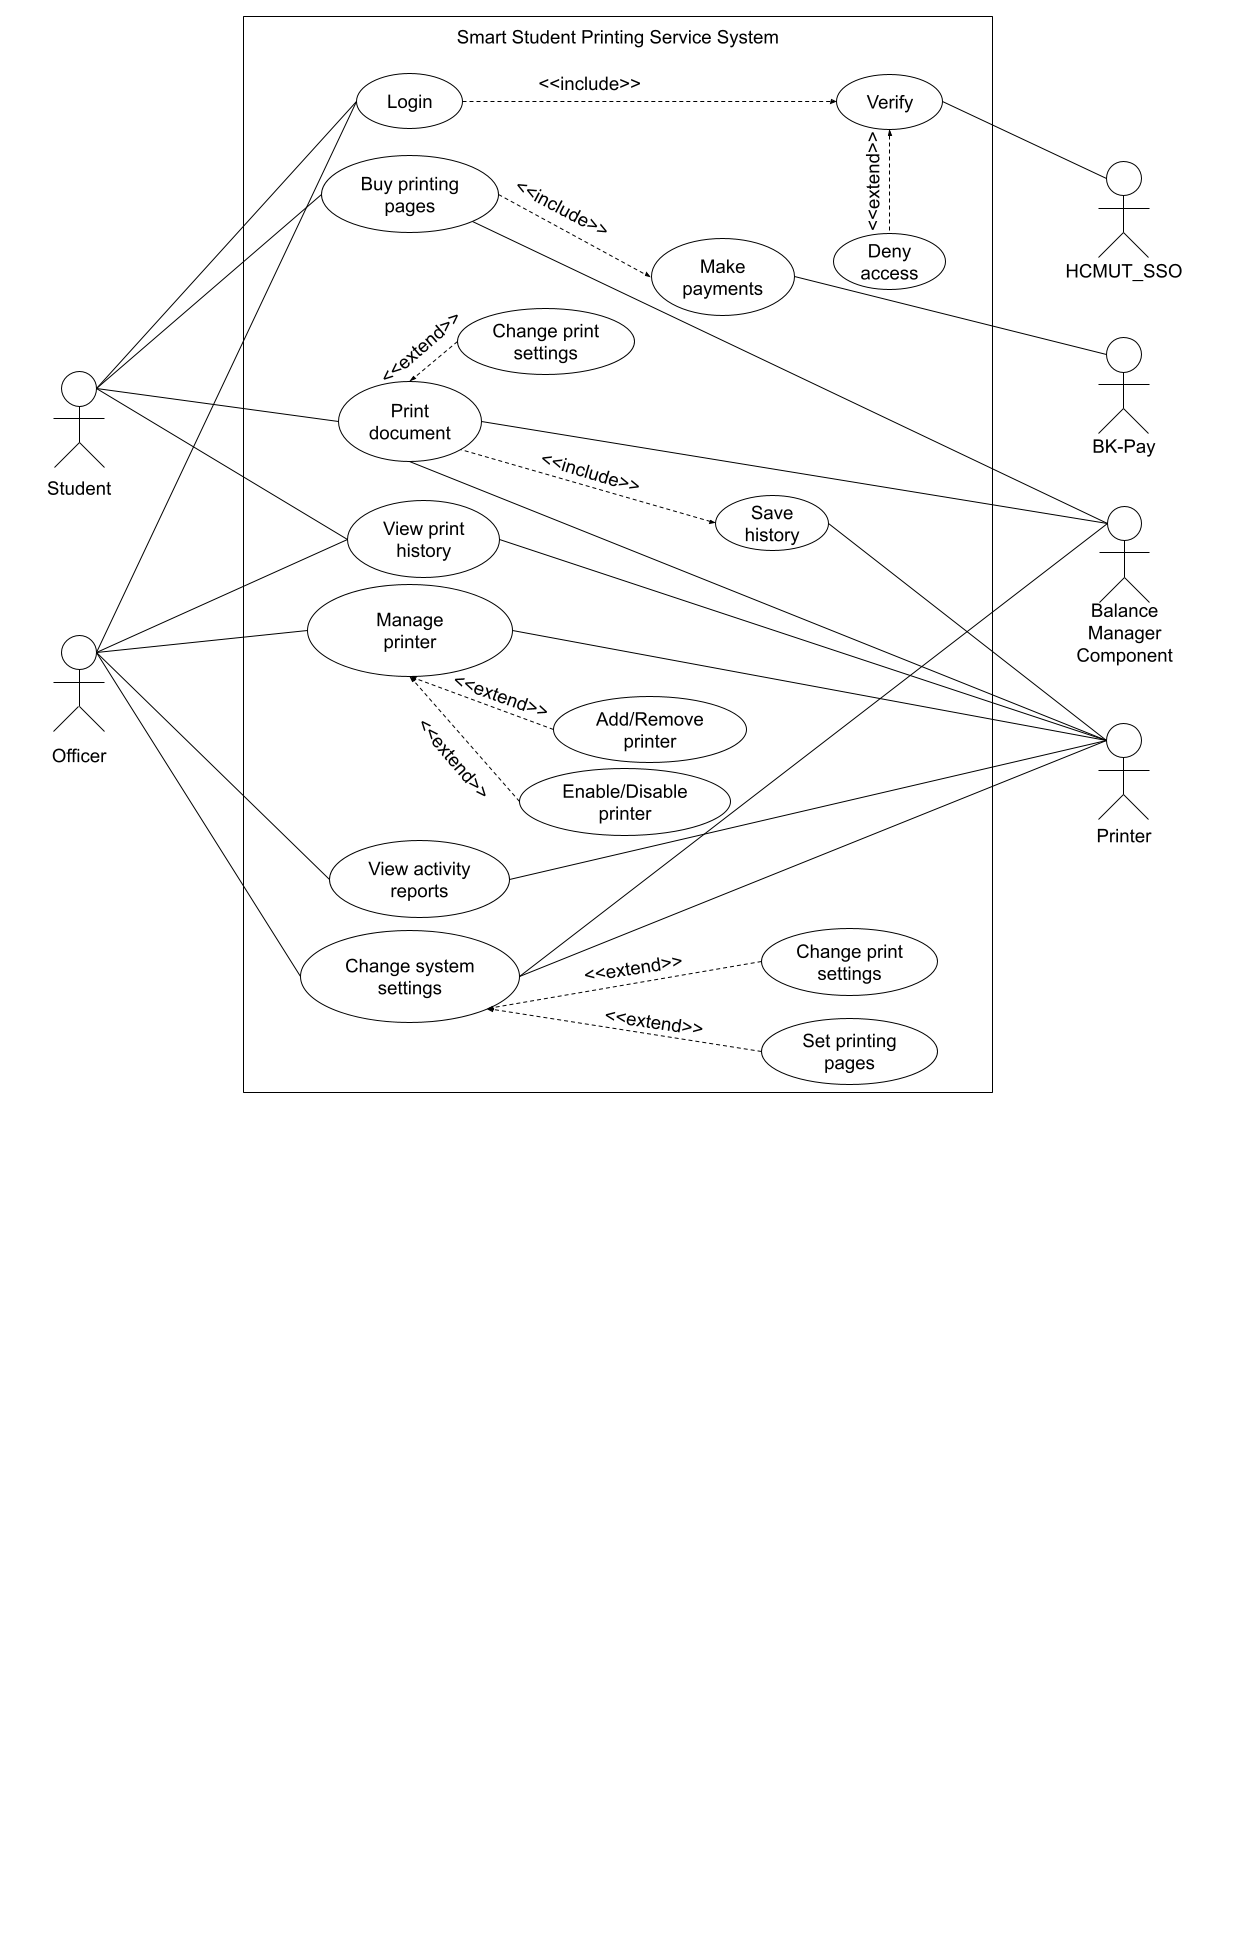 Smart Student Printing Service System
<<include>>
Login
Verify
<<extend>>
Buy printing
pages
<<include>>
Make
payments
Deny
access
HCMUT_SSO
<<extend>>
Change print
settings
BK-Pay
Student
Print
document
<<include>>
Save
history
View print
history
Balance
Manager
Component
Manage
printer
Officer
<<extend>>
Add/Remove
printer
<<extend>>
Enable/Disable
printer
Printer
View activity
reports
Change system
settings
<<extend>>
Change print
settings
<<extend>>
Set printing
pages